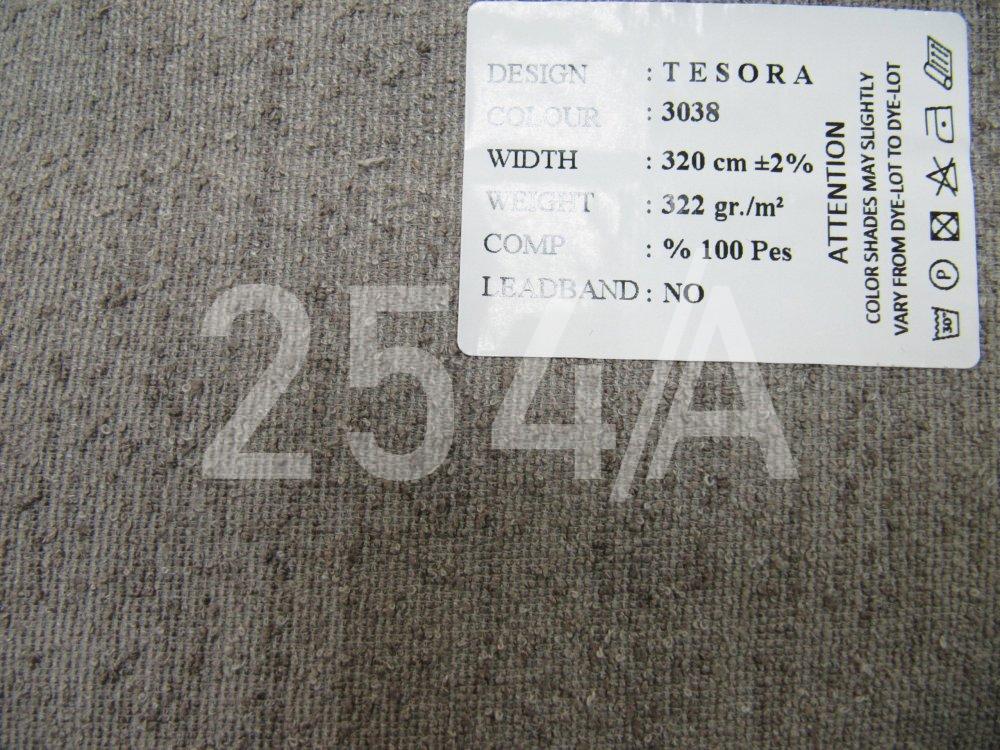 DESIGN : TESORA
COLOUR : 3038
WIDTH : 320 cm ±2%
WEIGHT : 322 gr./m²
COMP : % 100 Pes
LEADBAND : NO
ATTENTION
COLOR SHADES MAY SLIGHTLY
VARY FROM DYE-LOT TO DYE-LOT
P
30°
254/A